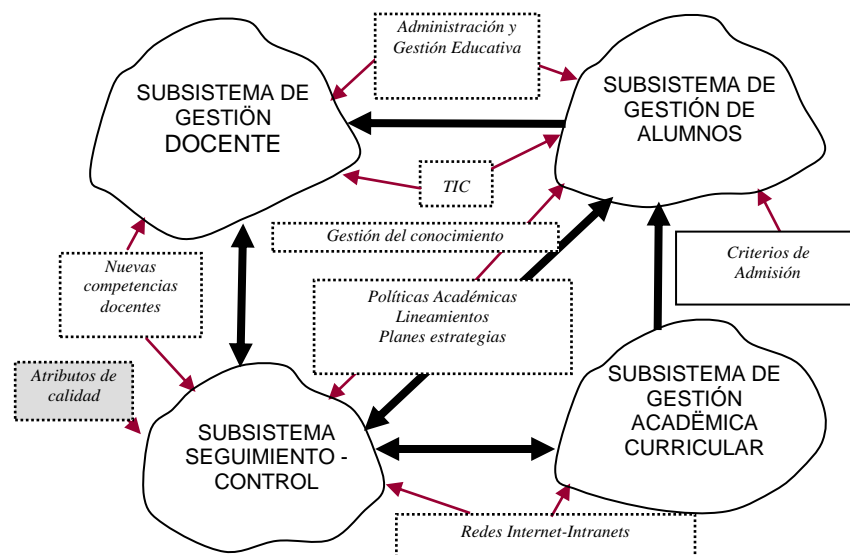 Administración y
Gestión Educativa
SUBSISTEMA DE
GESTIÖN
DOCENTE
SUBSISTEMA DE
GESTIÓN DE
ALUMNOS
TIC
Gestión del conocimiento
Nuevas
competencias
docentes
Criterios de
Admisión
Políticas Académicas
Lineamientos
Planes estrategias
Atributos de
calidad
SUBSISTEMA DE
GESTIÓN
ACADËMICA
CURRICULAR
SUBSISTEMA
SEGUIMIENTO -
CONTROL
Redes Internet-Intranets